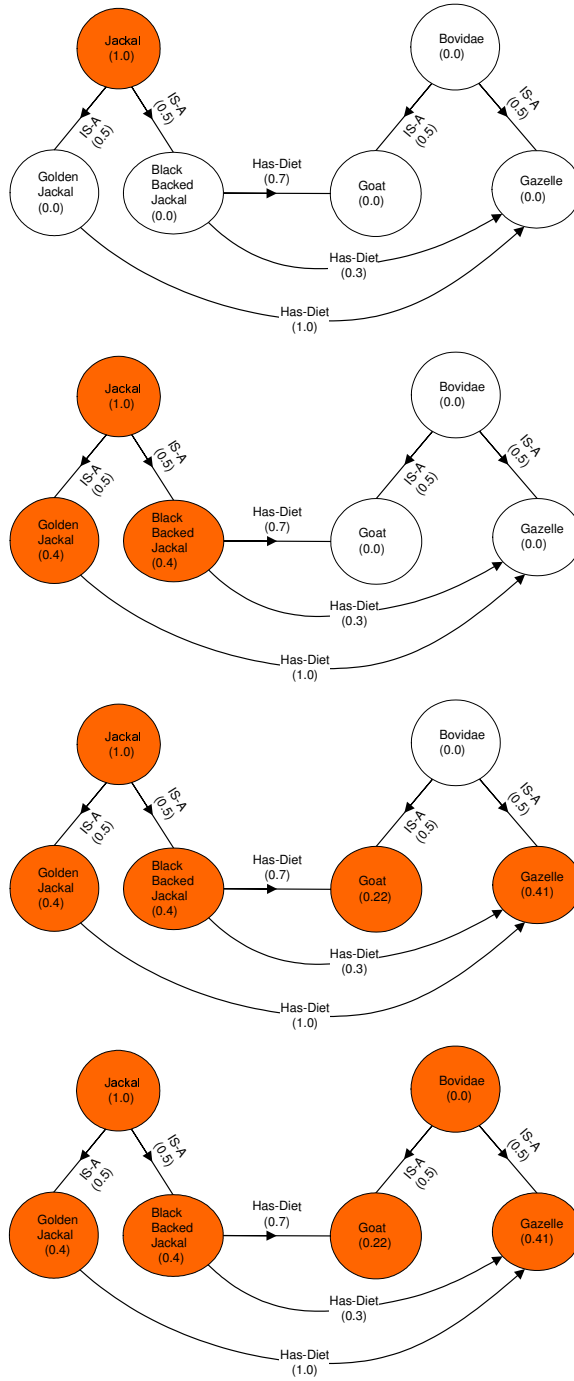 Jackal
(1.0)
Bovidae
(0.0)
IS-A
(0.5)
IS-A
(0.5)
IS-A
(0.5)
IS-A
(0.5)
Golden
Jackal
(0.0)
Black
Backed
Jackal
(0.0)
Has-Diet
(0.7)
Goat
(0.0)
Gazelle
(0.0)
Has-Diet
(0.3)
Has-Diet
(1.0)
Jackal
(1.0)
Bovidae
(0.0)
IS-A
(0.5)
IS-A
(0.5)
IS-A
(0.5)
IS-A
(0.5)
Golden
Jackal
(0.4)
Black
Backed
Jackal
(0.4)
Has-Diet
(0.7)
Goat
(0.0)
Gazelle
(0.0)
Has-Diet
(0.3)
Has-Diet
(1.0)
Jackal
(1.0)
Bovidae
(0.0)
IS-A
(0.5)
IS-A
(0.5)
IS-A
(0.5)
IS-A
(0.5)
Golden
Jackal
(0.4)
Black
Backed
Jackal
(0.4)
Has-Diet
(0.7)
Goat
(0.22)
Gazelle
(0.41)
Has-Diet
(0.3)
Has-Diet
(1.0)
Jackal
(1.0)
Bovidae
(0.0)
IS-A
(0.5)
IS-A
(0.5)
IS-A
(0.5)
IS-A
(0.5)
Golden
Jackal
(0.4)
Black
Backed
Jackal
(0.4)
Has-Diet
(0.7)
Goat
(0.22)
Gazelle
(0.41)
Has-Diet
(0.3)
Has-Diet
(1.0)